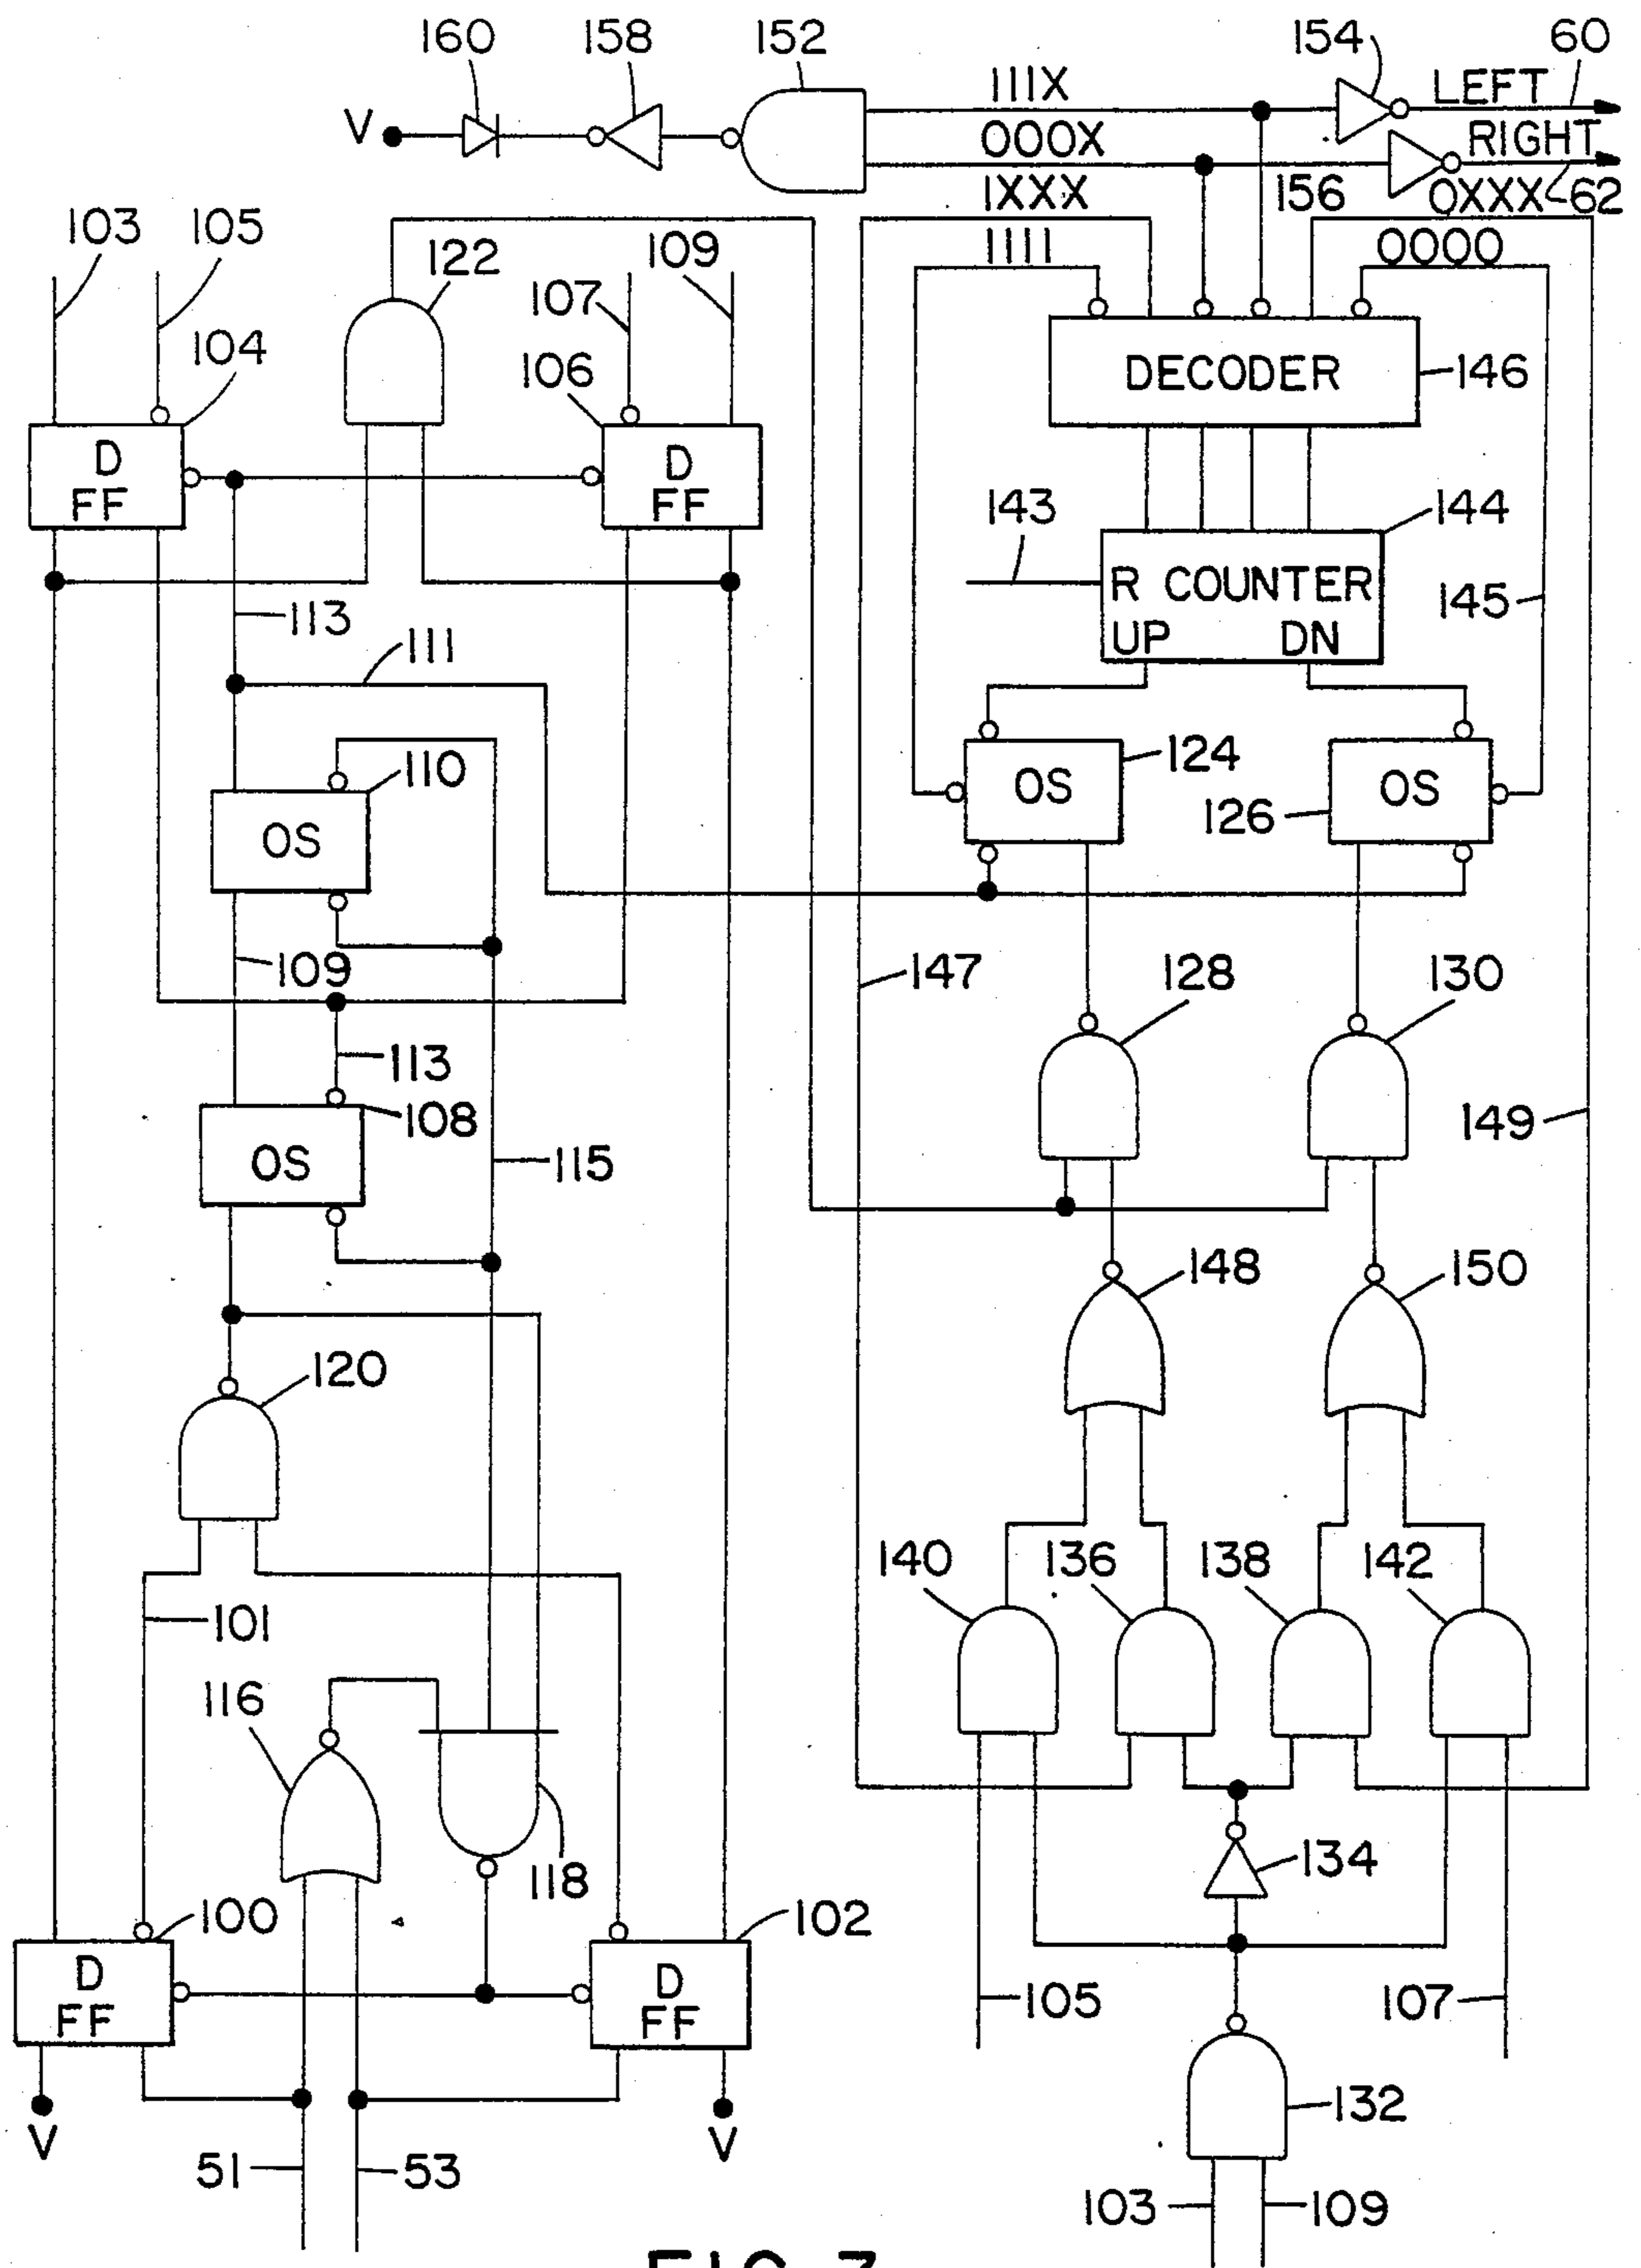 160 158 152 154 60
V 111X LEFT
000X RIGHT
1XXX 156 0XXX 62
103 105 122 107 109 1111 0000
104 106 DECODER 146
D
FF
D
FF
143 144
R COUNTER 145
UP DN
113
111
110 124
OS OS 126 OS
109 147 128 130
113
108 149
OS 115
148 150
120
140 136 138 142
101
116
118 134
100 102
D
FF
D
FF
105 107
V V 132
51 53
103 109